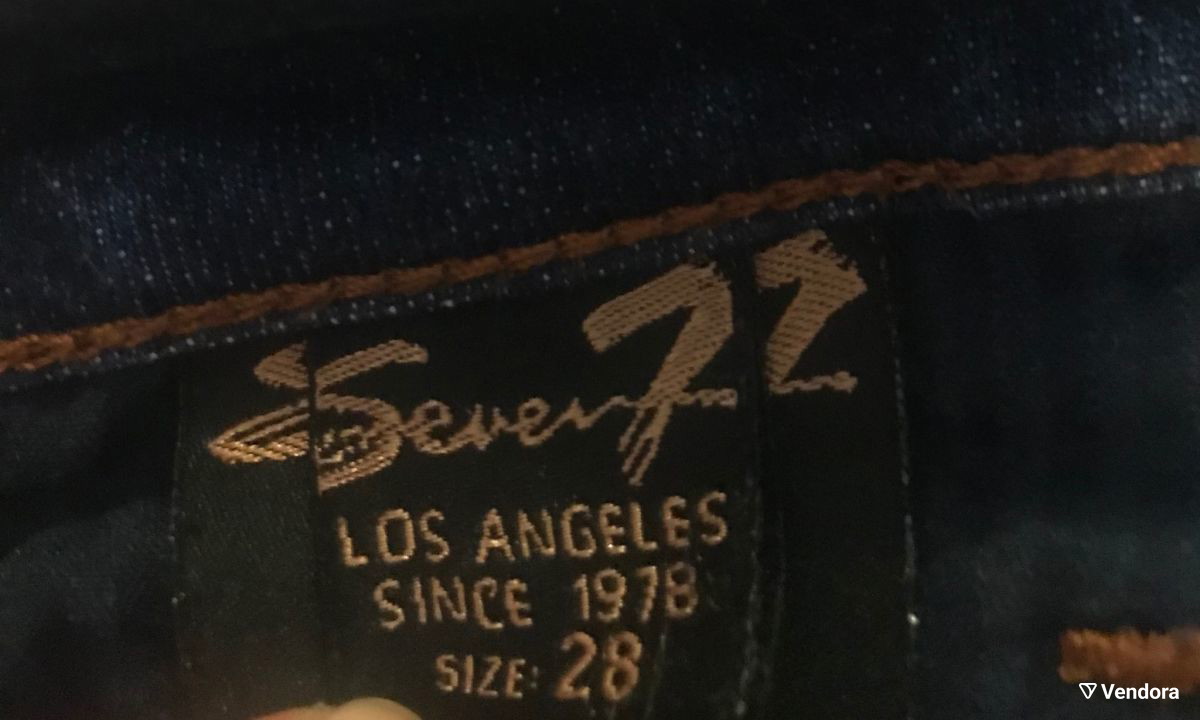 Seven7
LOS ANGELES
SINCE 1978
SIZE: 28
Vendora